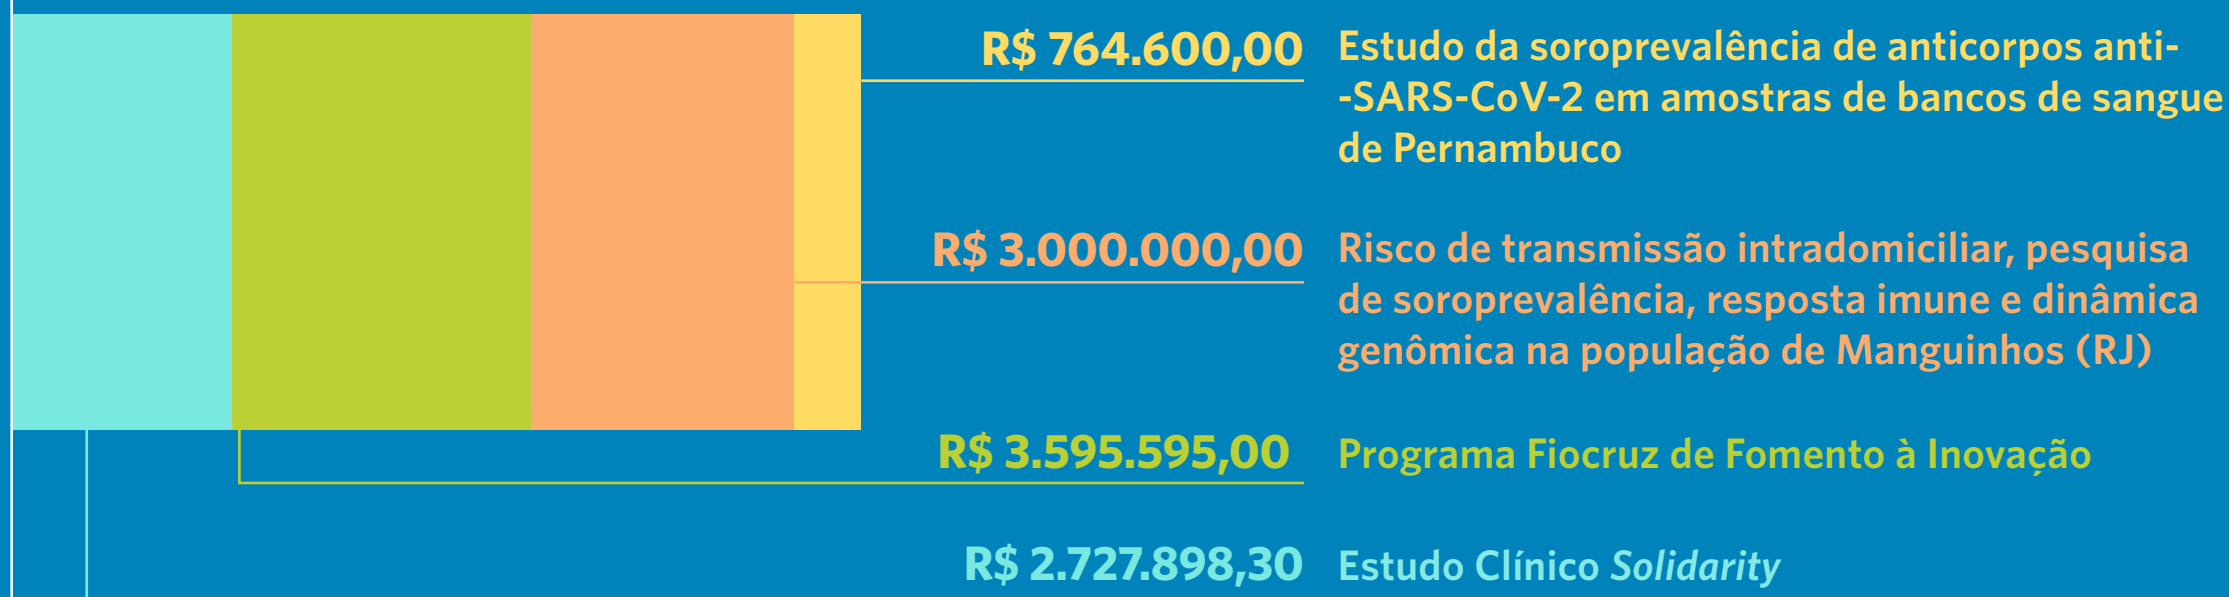 R$ 764.600,00
Estudo da soroprevalência de anticorpos anti-
-SARS-CoV-2 em amostras de bancos de sangue
de Pernambuco
R$ 3.000.000,00
Risco de transmissão intradomiciliar, pesquisa
de soroprevalência, resposta imune e dinâmica
genômica na população de Manguinhos (RJ)
R$ 3.595.595,00
Programa Fiocruz de Fomento à Inovação
R$ 2.727.898,30
Estudo Clínico Solidarity